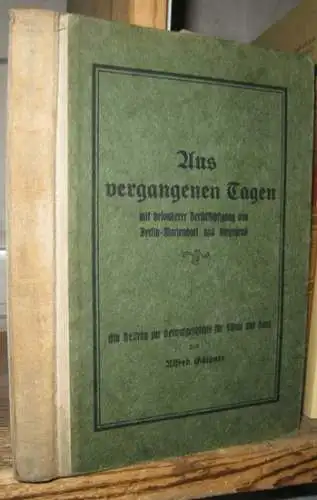 Aus
vergangenen Tagen
mit besonderer Berücksichtigung von
Berlin-Mariendorf und Umgegend
Ein Beitrag zur Heimatgeschichte für Schule und Haus
von
Alfred